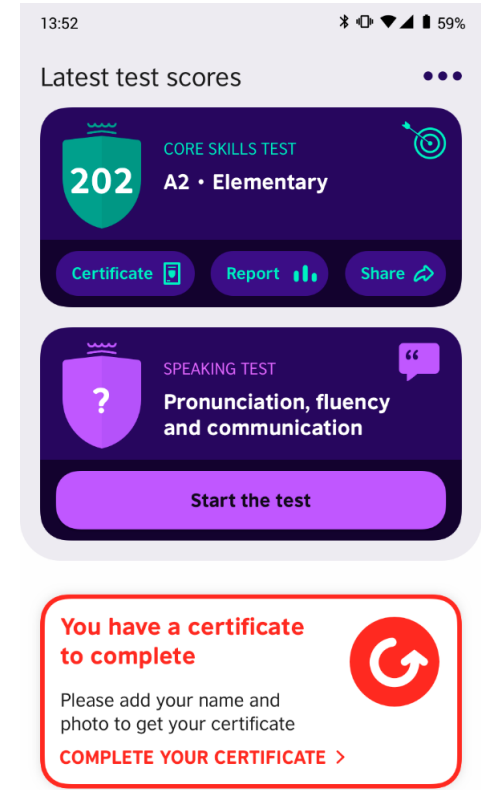 13:52 59%
Latest test scores
202
CORE SKILLS TEST
A2 • Elementary
Certificate Report Share
?
SPEAKING TEST
“
Pronunciation, fluency
and communication
Start the test
You have a certificate
to complete
Please add your name and
photo to get your certificate
COMPLETE YOUR CERTIFICATE >